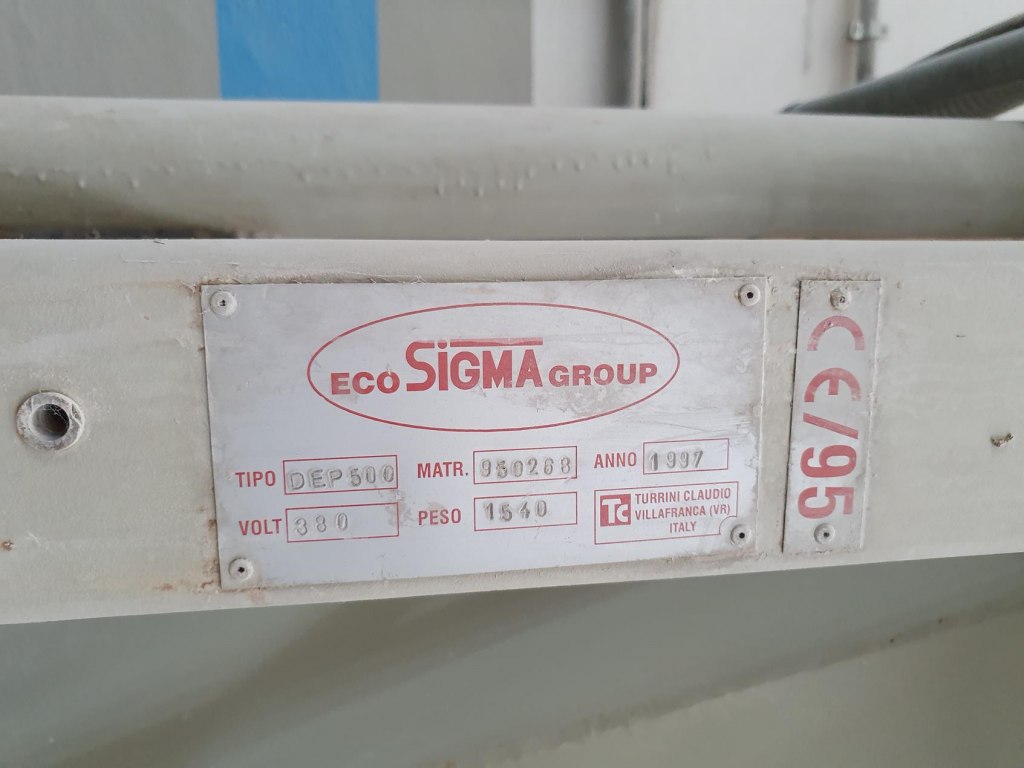 ECO SIGMA GROUP
TIPO DEP500 MATR. 950268 ANNO 1997
VOLT 380 PESO 1540
TC TURRINI CLAUDIO
VILLAFRANCA (VR)
ITALY
CE/95